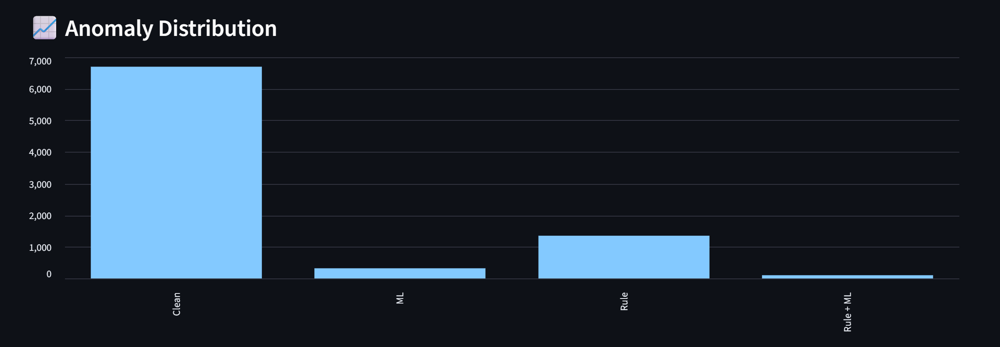 Anomaly Distribution
7,000
6,000
5,000
4,000
3,000
2,000
1,000
0
Clean
ML
Rule
Rule + ML